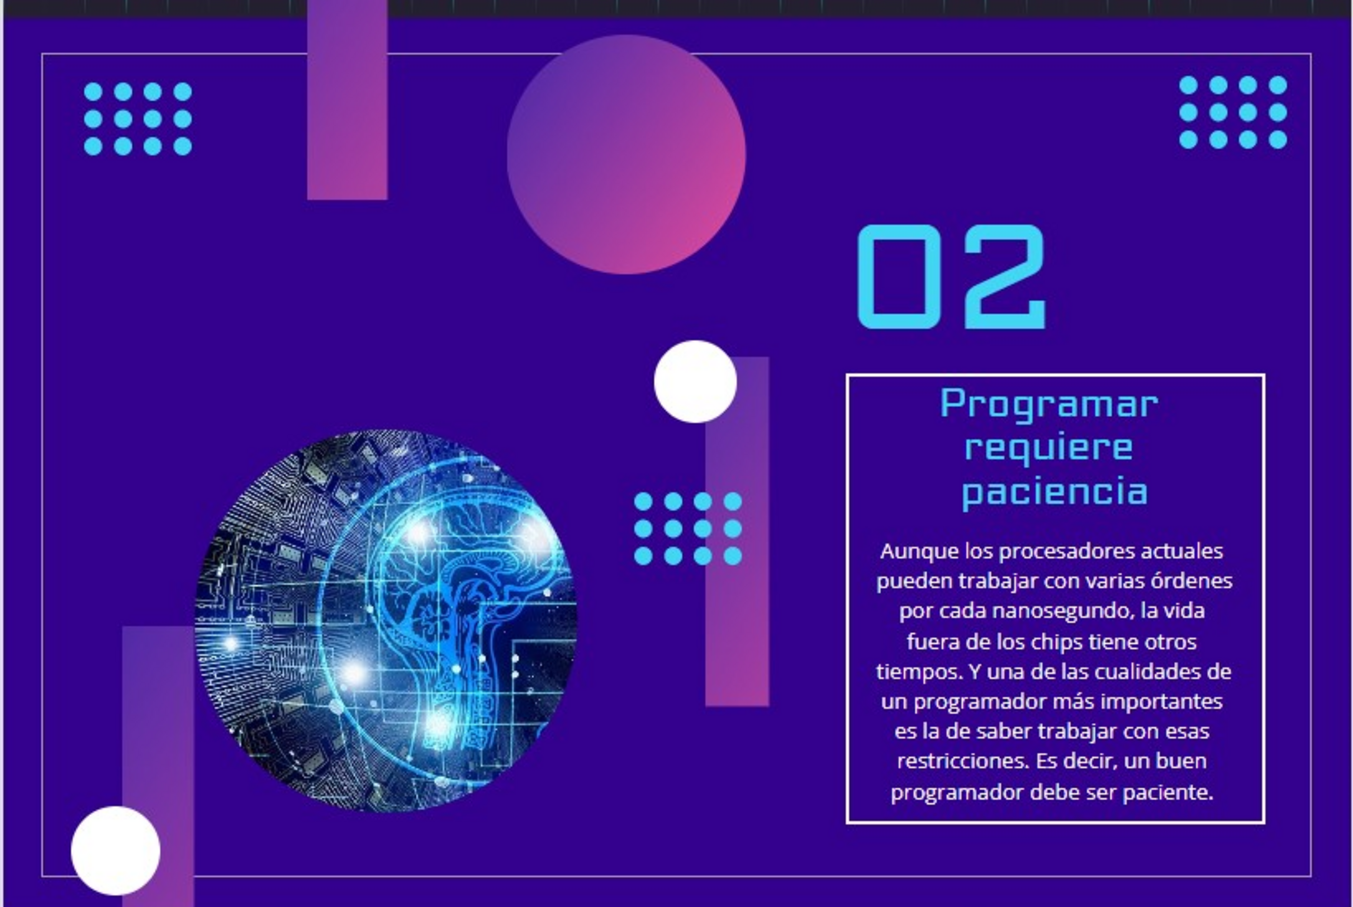 02
Programar
requiere
paciencia
Aunque los procesadores actuales
pueden trabajar con varias órdenes
por cada nanosegundo, la vida
fuera de los chips tiene otros
tiempos. Y una de las cualidades de
un programador más importantes
es la de saber trabajar con esas
restricciones. Es decir, un buen
programador debe ser paciente.